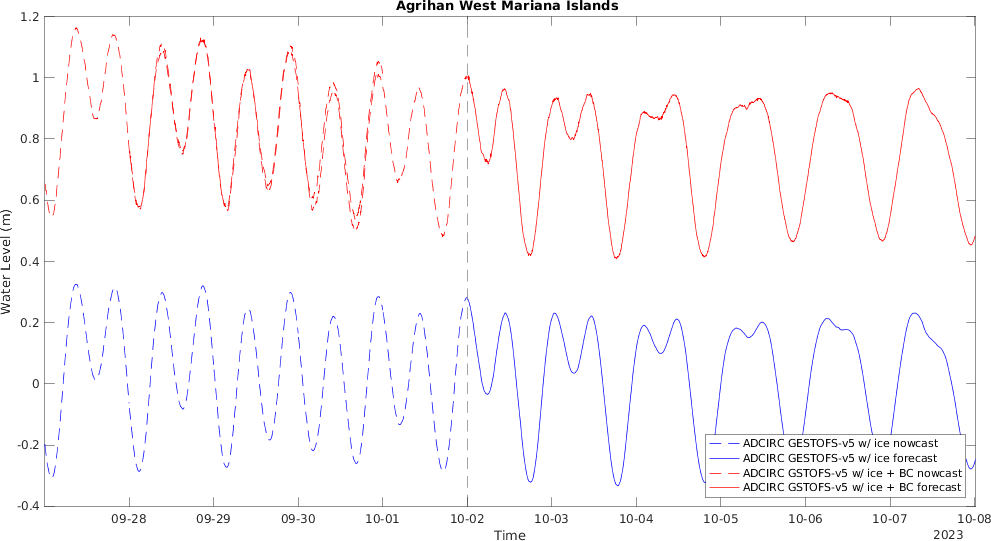 Agrihan West Mariana Islands
Water Level (m)
1.2
1
0.8
0.6
0.4
0.2
0
-0.2
-0.4
ADCIRC GESTOFS-v5 w/ ice nowcast
ADCIRC GESTOFS-v5 w/ ice forecast
ADCIRC GSTOFS-v5 w/ ice + BC nowcast
ADCIRC GSTOFS-v5 w/ ice + BC forecast
09-28 09-29 09-30 10-01 10-02 10-03 10-04 10-05 10-06 10-07 10-08
Time
2023